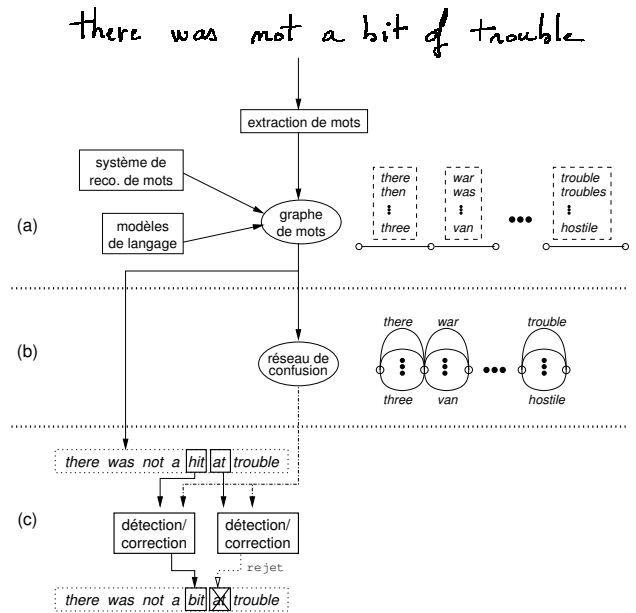 there was not a bit of trouble
extraction de mots
système de
reco. de mots
modèles
de langage
graphe
de mots
there
then
three
war
was
van
trouble
troubles
hostile
(a)
(b)
réseau de
confusion
there war trouble
three van hostile
there was not a hit at trouble
(c)
détection/
correction
détection/
correction
rejet
there was not a bit at trouble